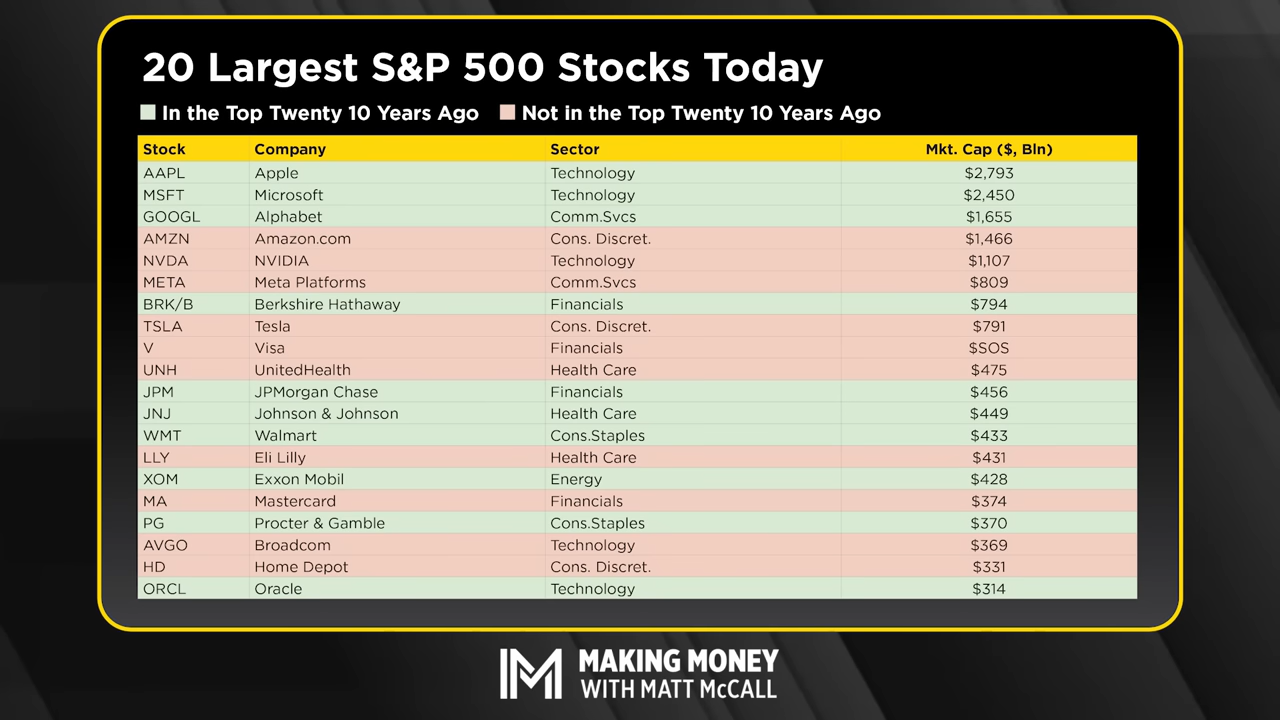 20 Largest S&P 500 Stocks Today
In the Top Twenty 10 Years Ago Not in the Top Twenty 10 Years Ago
Stock Company Sector Mkt. Cap ($, Bln)
AAPL Apple Technology $2,793
MSFT Microsoft Technology $2,450
GOOGL Alphabet Comm.Svcs $1,655
AMZN Amazon.com Cons. Discret. $1,466
NVDA NVIDIA Technology $1,107
META Meta Platforms Comm.Svcs $809
BRK/B Berkshire Hathaway Financials $794
TSLA Tesla Cons. Discret. $791
V Visa Financials $SOS
UNH UnitedHealth Health Care $475
JPM JPMorgan Chase Financials $456
JNJ Johnson & Johnson Health Care $449
WMT Walmart Cons.Staples $433
LLY Eli Lilly Health Care $431
XOM Exxon Mobil Energy $428
MA Mastercard Financials $374
PG Procter & Gamble Cons.Staples $370
AVGO Broadcom Technology $369
HD Home Depot Cons. Discret. $331
ORCL Oracle Technology $314
MAKING MONEY
WITH MATT McCALL